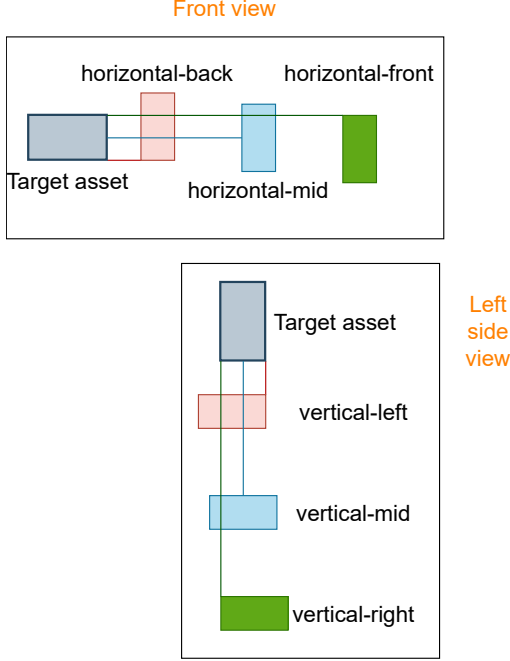 Front view
horizontal-back
horizontal-front
Target asset
horizontal-mid
Target asset
Left
side
view
vertical-left
vertical-mid
vertical-right